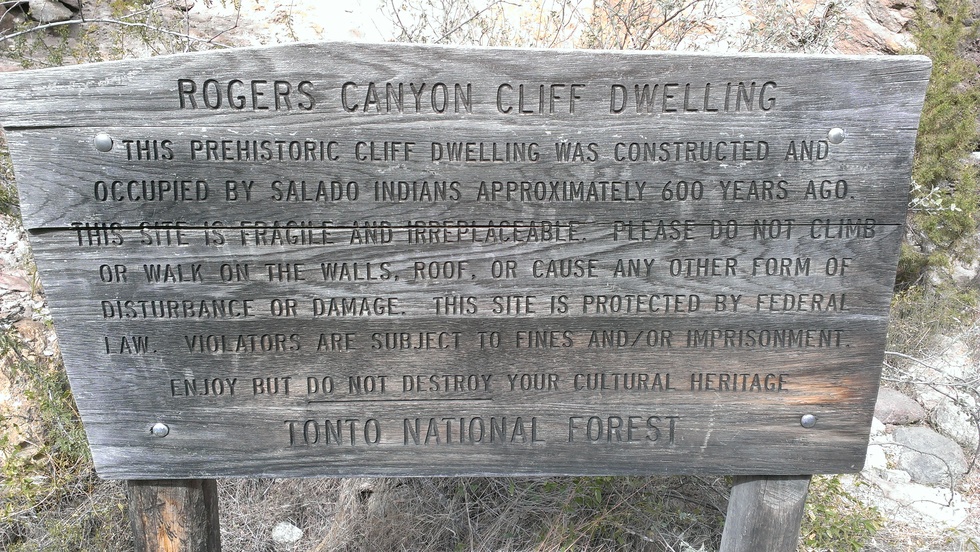 ROGERS CANYON CLIFF DWELLING
THIS PREHISTORIC CLIFF DWELLING WAS CONSTRUCTED AND
OCCUPIED BY SALADO INDIANS APPROXIMATELY 600 YEARS AGO.
THIS SITE IS FRAGILE AND IRREPLACEABLE. PLEASE DO NOT CLIMB
OR WALK ON THE WALLS, ROOF, OR CAUSE ANY OTHER FORM OF
DISTURBANCE OR DAMAGE. THIS SITE IS PROTECTED BY FEDERAL
LAW. VIOLATORS ARE SUBJECT TO FINES AND/OR IMPRISONMENT.
ENJOY BUT DO NOT DESTROY YOUR CULTURAL HERITAGE
TONTO NATIONAL FOREST